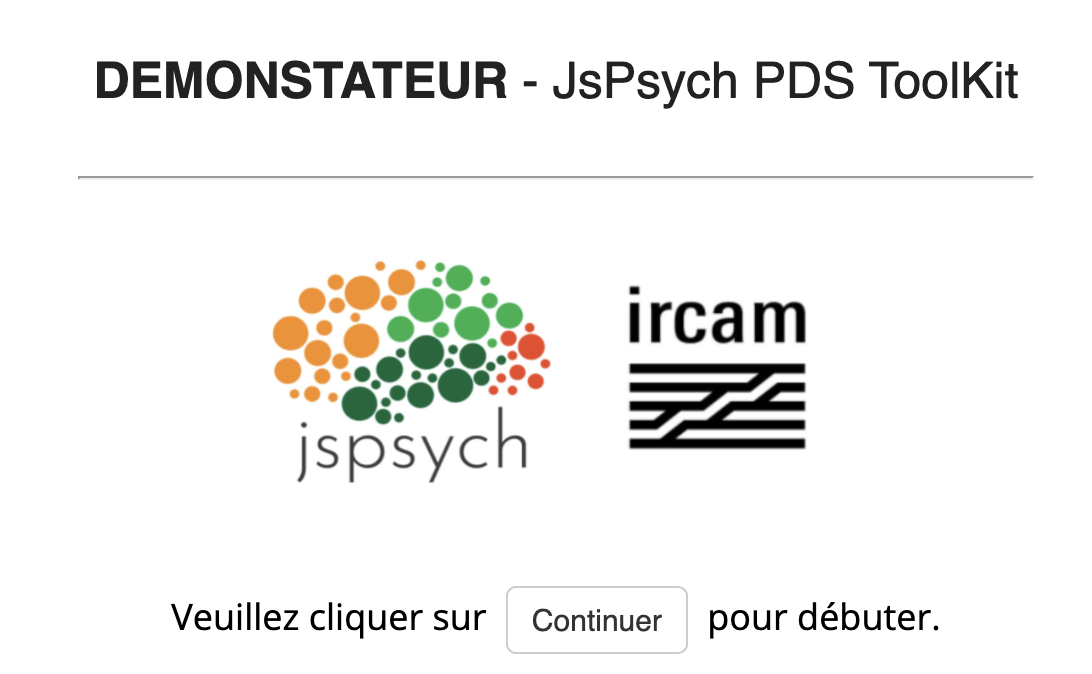 DEMONSTATEUR - JsPsych PDS ToolKit
jspsych
ircam
Veuillez cliquer sur Continuer pour débuter.